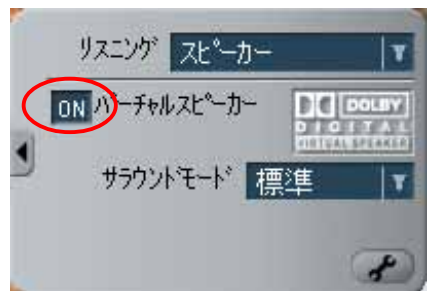 リスニング スピーカー
ON バーチャルスピーカー
DOLBY
DIGITAL
VIRTUAL SPEAKER
サラウンドモード 標準